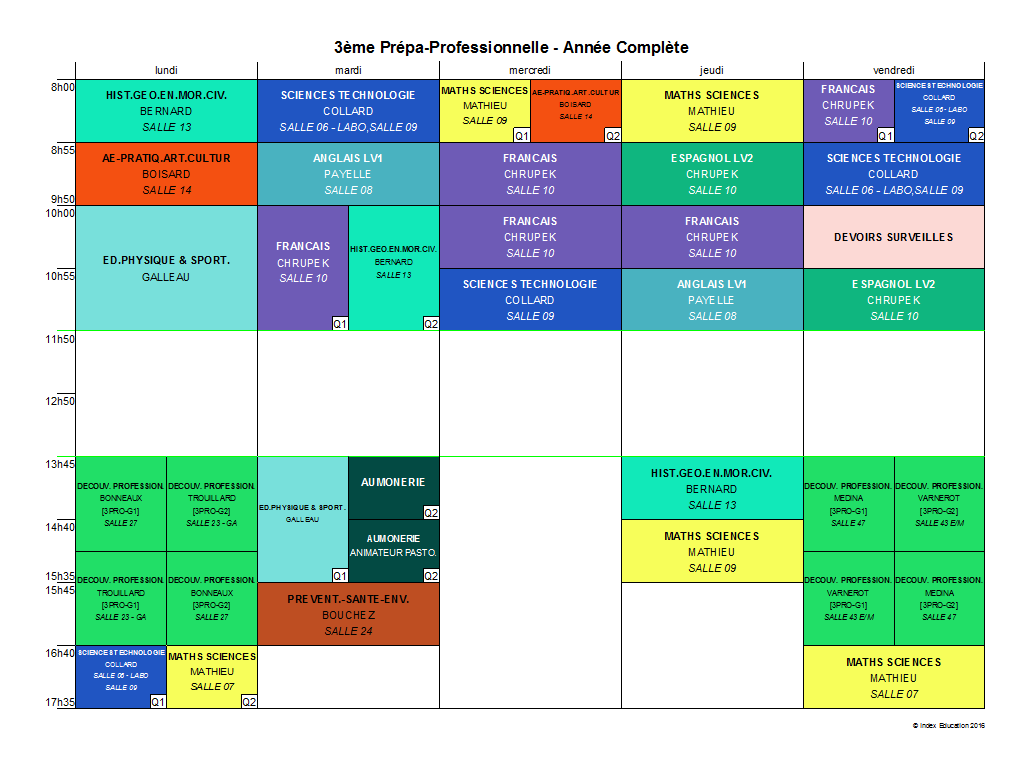 3ème Prépa-Professionnelle - Année Complète
lundi
mardi
mercredi
jeudi
vendredi
8h00
HIST.GEO.EN.MOR.CIV.
BERNARD
SALLE 13
SCIENCES TECHNOLOGIE
COLLARD
SALLE 06 - LABO,SALLE 09
MATHS SCIENCES
MATHIEU
SALLE 09
Q1
AE-PRATIQ.ART.CULTUR
BOISARD
SALLE 14
Q2
MATHS SCIENCES
MATHIEU
SALLE 09
FRANCAIS
CHRUPEK
SALLE 10
Q1
SCIENCES TECHNOLOGIE
COLLARD
SALLE 06 - LABO
SALLE 09
Q2
8h55
AE-PRATIQ.ART.CULTUR
BOISARD
SALLE 14
ANGLAIS LV1
PAYELLE
SALLE 08
FRANCAIS
CHRUPEK
SALLE 10
ESPAGNOL LV2
CHRUPEK
SALLE 10
SCIENCES TECHNOLOGIE
COLLARD
SALLE 06 - LABO,SALLE 09
9h50
10h00
ED.PHYSIQUE & SPORT.
GALLEAU
FRANCAIS
CHRUPEK
SALLE 10
Q1
HIST.GEO.EN.MOR.CIV.
BERNARD
SALLE 13
Q2
FRANCAIS
CHRUPEK
SALLE 10
FRANCAIS
CHRUPEK
SALLE 10
DEVOIRS SURVEILLES
10h55
SCIENCES TECHNOLOGIE
COLLARD
SALLE 09
ANGLAIS LV1
PAYELLE
SALLE 08
ESPAGNOL LV2
CHRUPEK
SALLE 10
11h50
12h50
13h45
DECOUV. PROFESSION.
BONNEAUX
[3PRO-G1]
SALLE 27
DECOUV. PROFESSION.
TROUILLARD
[3PRO-G2]
SALLE 23 - GA
ED.PHYSIQUE & SPORT.
GALLEAU
Q1
AUMONERIE
Q2
HIST.GEO.EN.MOR.CIV.
BERNARD
SALLE 13
DECOUV. PROFESSION.
MEDINA
[3PRO-G1]
SALLE 47
DECOUV. PROFESSION.
VARNEROT
[3PRO-G2]
SALLE 43 E/M
14h40
AUMONERIE
ANIMATEUR PASTO.
Q2
MATHS SCIENCES
MATHIEU
SALLE 09
15h35
15h45
DECOUV. PROFESSION.
TROUILLARD
[3PRO-G1]
SALLE 23 - GA
DECOUV. PROFESSION.
BONNEAUX
[3PRO-G2]
SALLE 27
PREVENT.-SANTE-ENV.
BOUCHEZ
SALLE 24
DECOUV. PROFESSION.
VARNEROT
[3PRO-G1]
SALLE 43 E/M
DECOUV. PROFESSION.
MEDINA
[3PRO-G2]
SALLE 47
16h40
SCIENCES TECHNOLOGIE
COLLARD
SALLE 06 - LABO
SALLE 09
Q1
MATHS SCIENCES
MATHIEU
SALLE 07
Q2
MATHS SCIENCES
MATHIEU
SALLE 07
17h35
© Index Education 2016